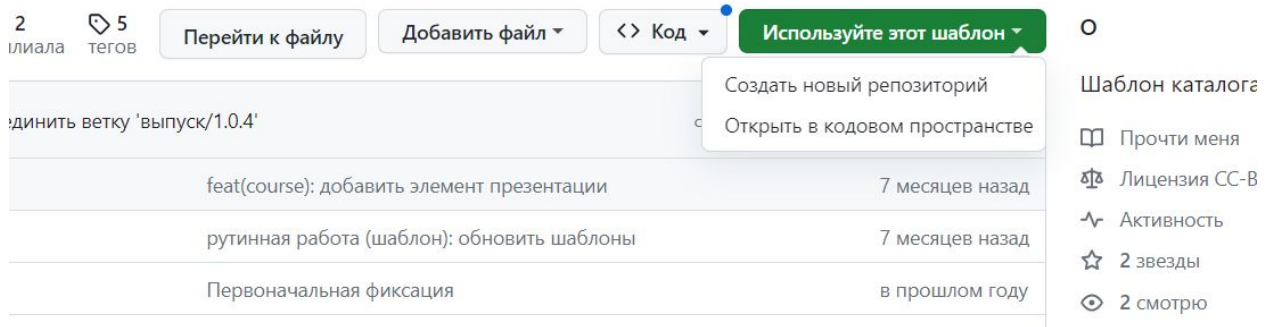 2
5
О
Перейти к файлу
Добавить файл
Код
Используйте этот шаблон
тегов
Создать новый репозиторий
Шаблон каталога
Открыть в кодовом пространстве
единить ветку 'выпуск/1.0.4'
Прочти меня
feat(course): добавить элемент презентации
7 месяцев назад
Лицензия CC-B
рутинная работа (шаблон): обновить шаблоны
7 месяцев назад
Активность
2 звезды
Первоначальная фиксация
в прошлом году
2 смотрю